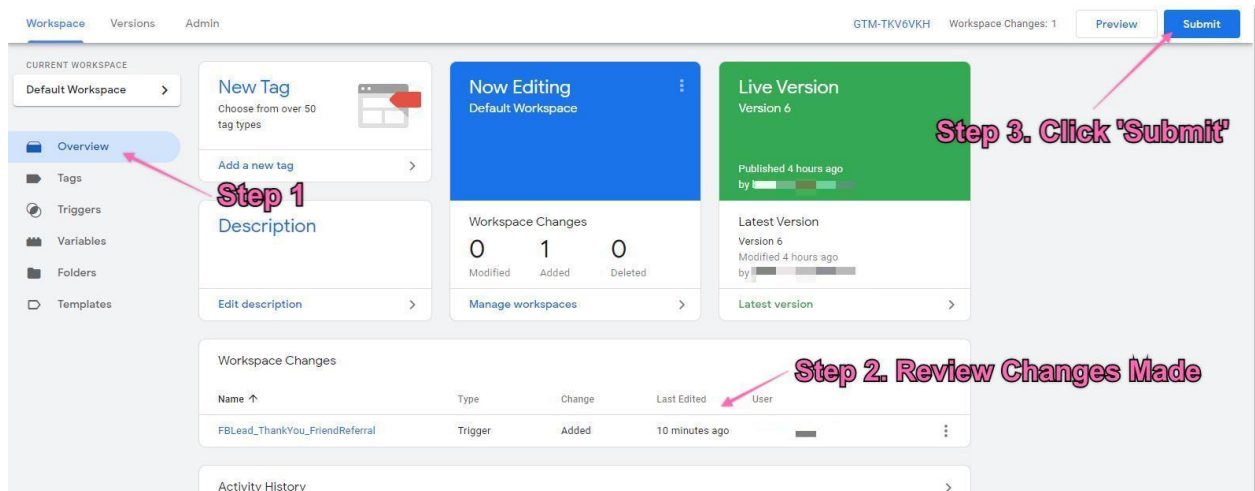 Workspace Versions Admin GTM-TKV6VKH Workspace Changes: 1 Preview Submit
CURRENT WORKSPACE
Default Workspace
Overview
Tags
Triggers
Variables
Folders
Templates
New Tag
Choose from over 50
tag types
Add a new tag
Description
Edit description
Now Editing
Default Workspace
Workspace Changes
0 1 0
Modified Added Deleted
Manage workspaces
Live Version
Version 6
Published 4 hours ago
by
Latest Version
Version 6
Modified 4 hours ago
by
Latest version
Step 1
Step 3. Click 'Submit'
Step 2. Review Changes Made
Workspace Changes
Name Type Change Last Edited User
FBLead_ThankYou_FriendReferral Trigger Added 10 minutes ago
Activity History